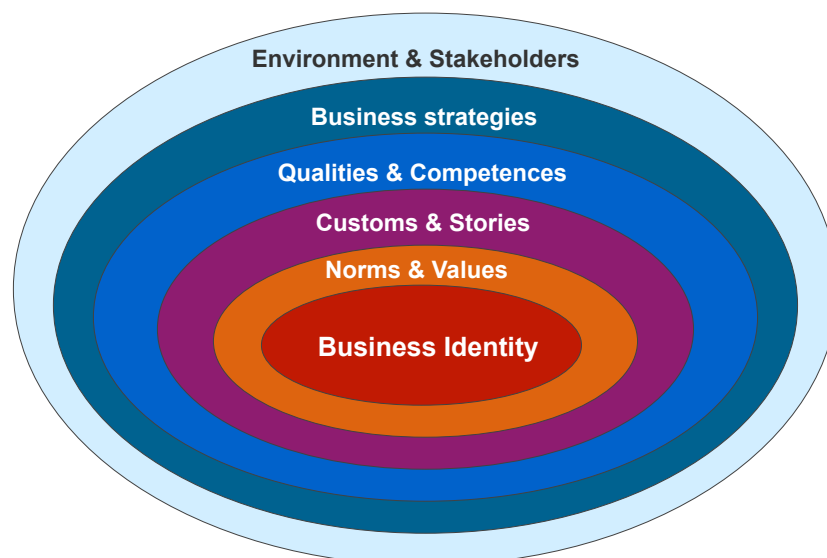 Environment & Stakeholders
Business strategies
Qualities & Competences
Customs & Stories
Norms & Values
Business Identity